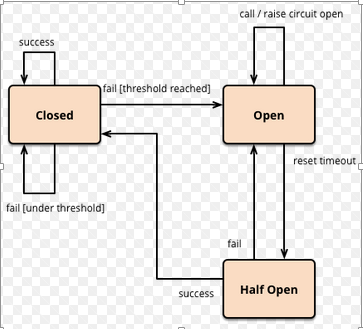 call / raise circuit open
success
fail [threshold reached]
Closed
Open
reset timeout
fail [under threshold]
fail
success
Half Open